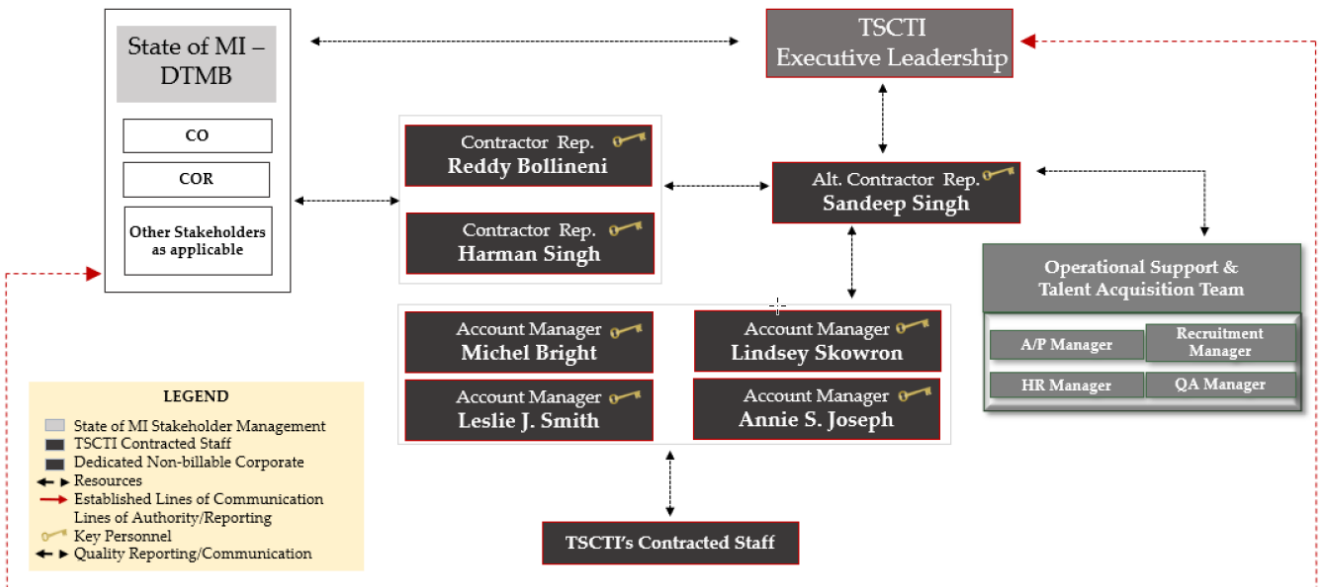 State of MI –
DTMB
CO
COR
Other Stakeholders
as applicable
TSCTI
Executive Leadership
Contractor Rep.
Reddy Bollineni
Contractor Rep.
Harman Singh
Alt. Contractor Rep.
Sandeep Singh
Operational Support &
Talent Acquisition Team
A/P Manager
Recruitment
Manager
HR Manager
QA Manager
Account Manager
Michel Bright
Account Manager
Lindsey Skowron
Account Manager
Leslie J. Smith
Account Manager
Annie S. Joseph
TSCTI's Contracted Staff
LEGEND
State of MI Stakeholder Management
TSCTI Contracted Staff
Dedicated Non-billable Corporate
Resources
Established Lines of Communication
Lines of Authority/Reporting
Key Personnel
Quality Reporting/Communication